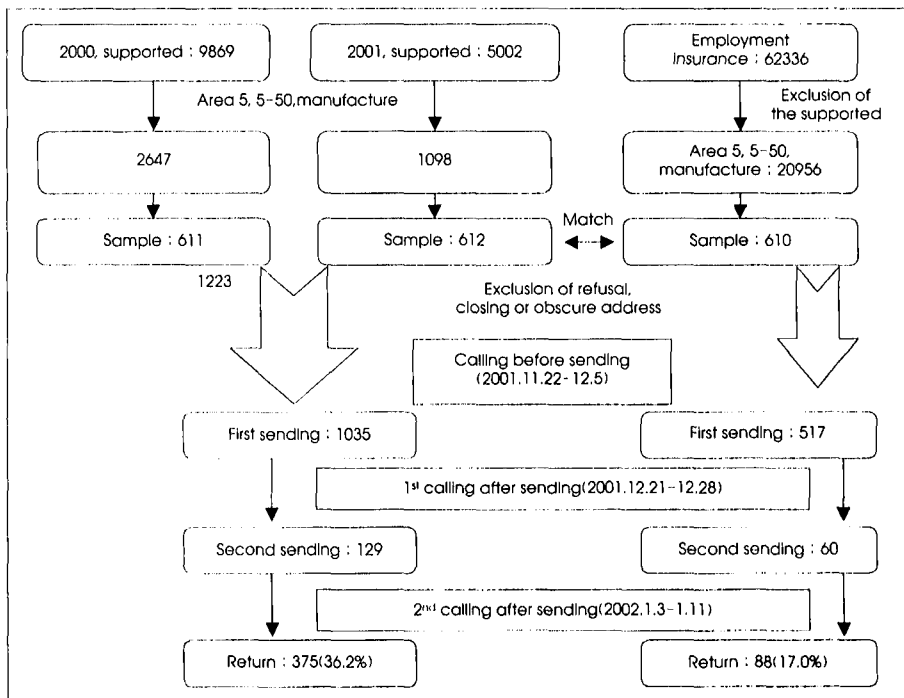 2000, supported : 9869
2001, supported : 5002
Employment
Insurance : 62336
Area 5, 5-50, manufacture
Exclusion of
the supported
2647
1098
Area 5, 5-50,
manufacture : 20956
Sample : 611
Sample : 612
Match
Sample : 610
1223
Exclusion of refusal,
closing or obscure address
Calling before sending
(2001.11.22-12.5)
First sending : 1035
First sending : 517
1st calling after sending(2001.12.21-12.28)
Second sending : 129
Second sending : 60
2nd calling after sending(2002.1.3-1.11)
Return : 375(36.2%)
Return : 88(17.0%)